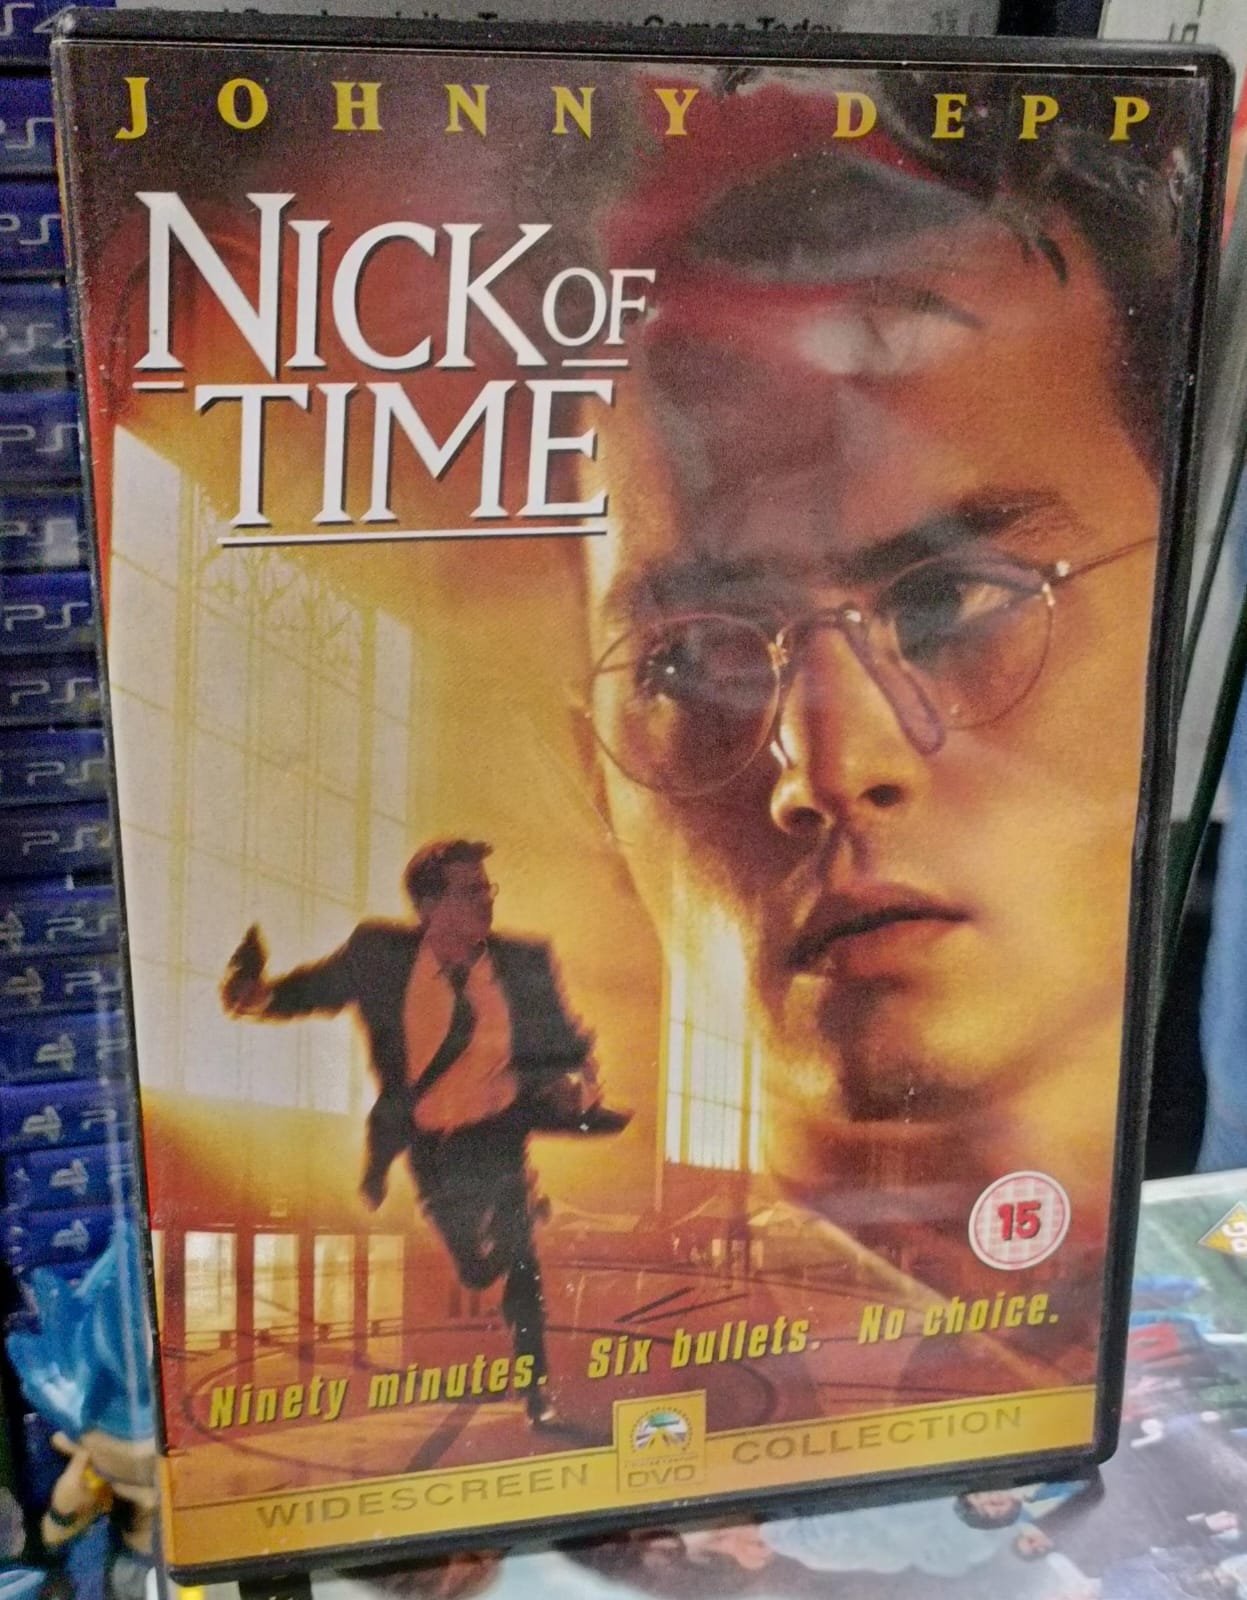 JOHNNY DEPP
NICK OF
TIME
15
Ninety minutes. Six bullets. No choice.
WIDESCREEN DVD COLLECTION